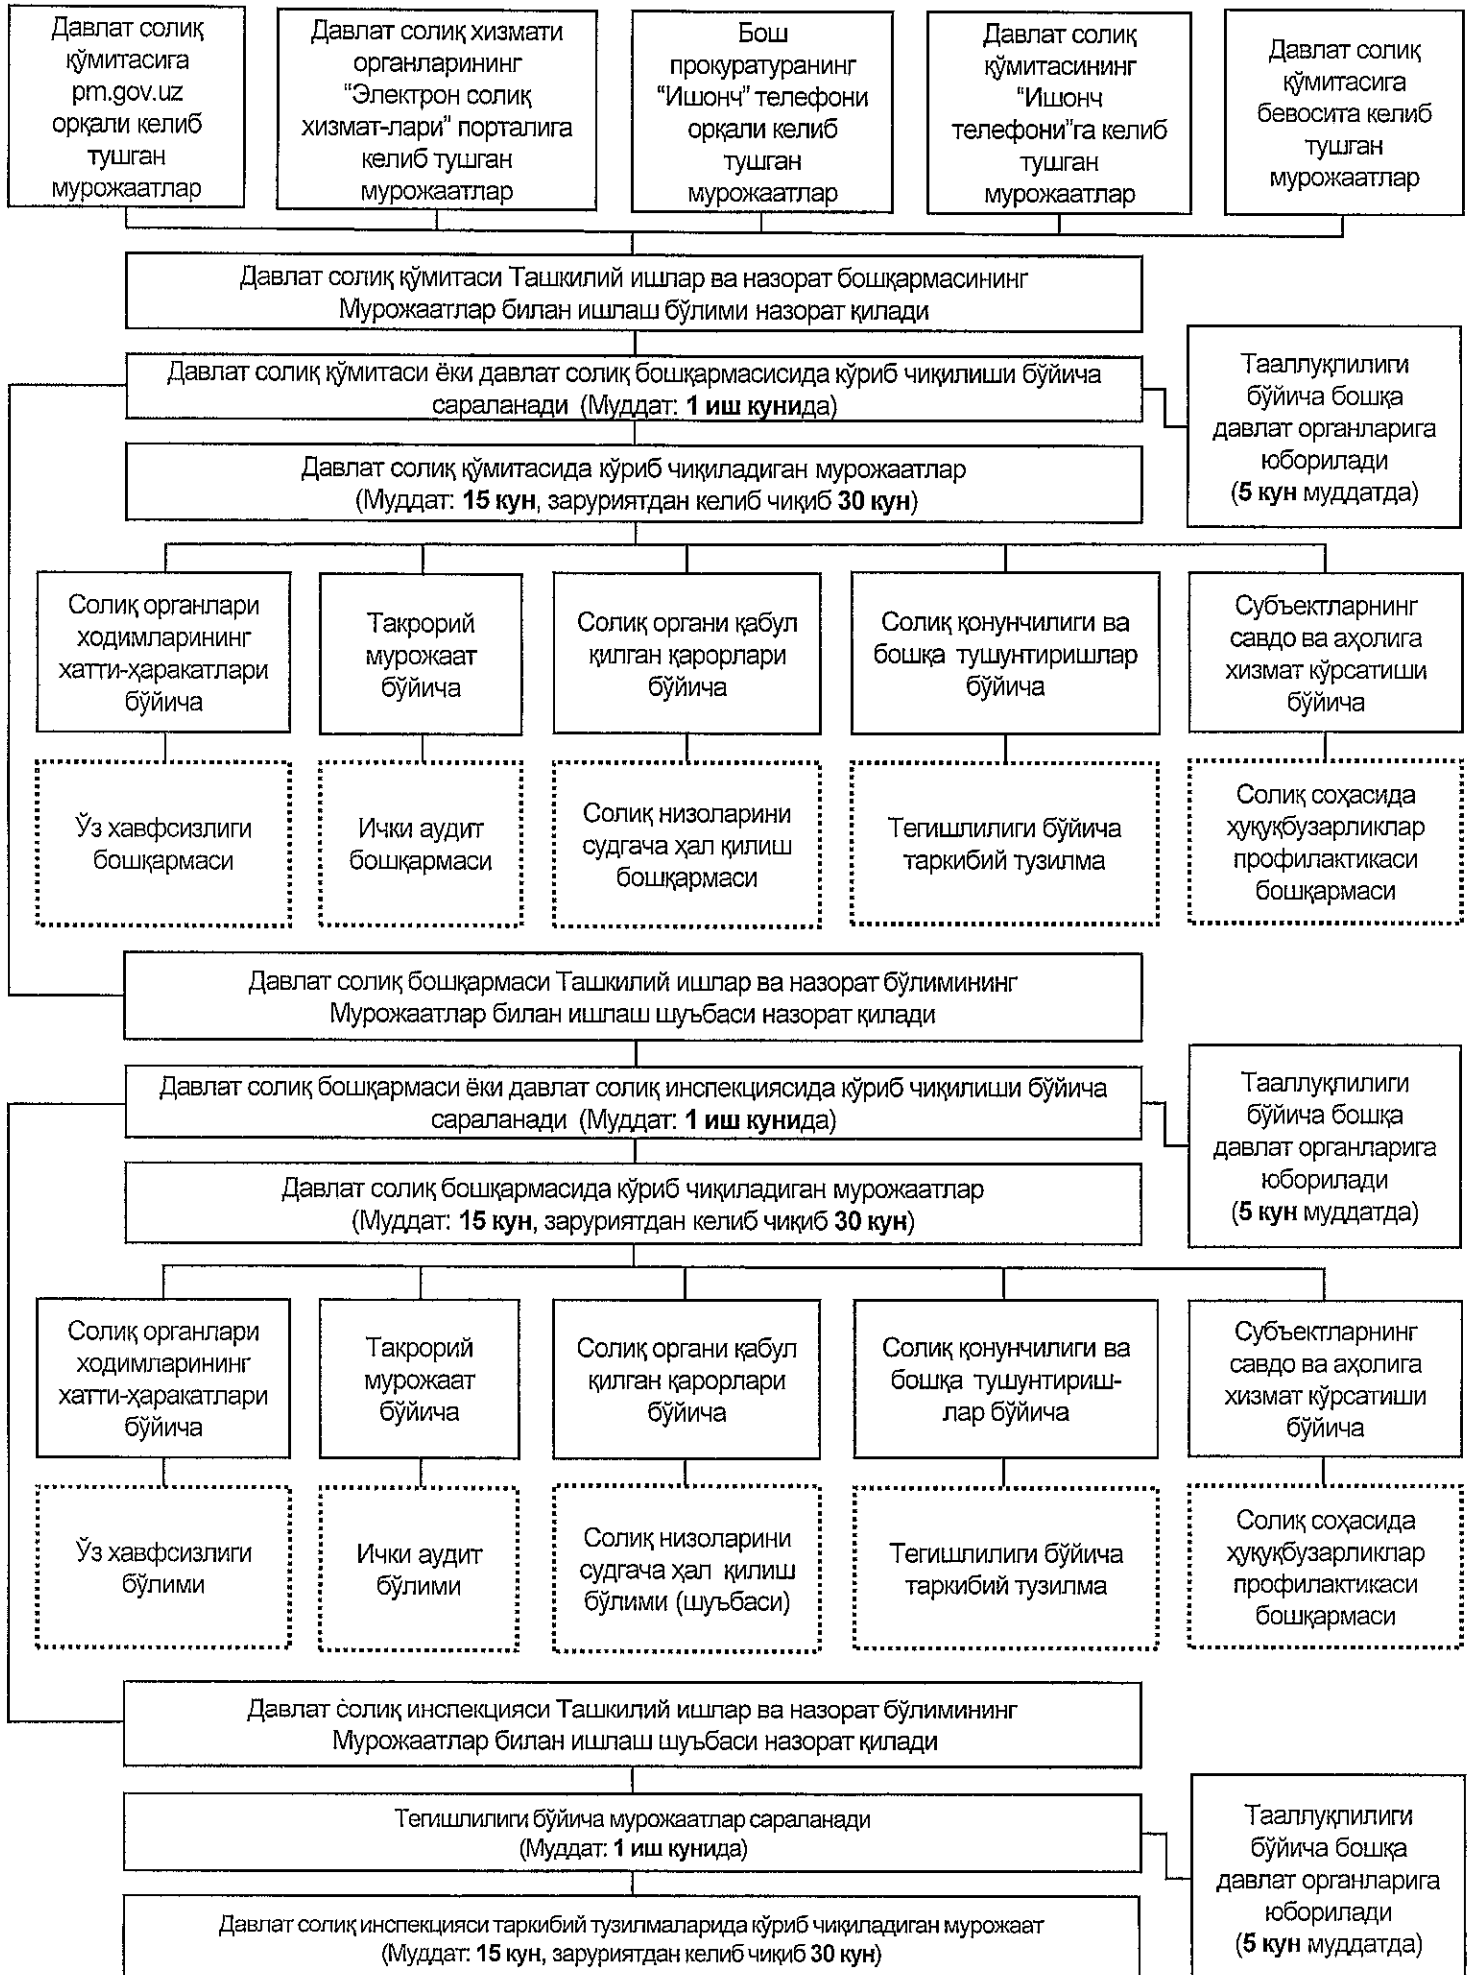 Давлат солиқ
қўмитасига
pm.gov.uz
орқали келиб
тушган
мурожаатлар
Давлат солиқ хизмати
органларининг
“Электрон солиқ
хизмат-лари” порталига
келиб тушган
мурожаатлар
Бош
прокуратуранинг
“Ишонч” телефони
орқали келиб
тушган
мурожаатлар
Давлат солиқ
қўмитасининг
“Ишонч
телефони”га келиб
тушган
мурожаатлар
Давлат солиқ
қўмитасига
бевосита келиб
тушган
мурожаатлар
Давлат солиқ қўмитаси Ташкилий ишлар ва назорат бошқармасининг
Мурожаатлар билан ишлаш бўлими назорат қилади
Давлат солиқ қўмитаси ёки давлат солиқ бошқармасисида кўриб чиқилиши бўйича
сараланади (Муддат: 1 иш кунида)
Тааллуқлилиги
бўйича бошқа
давлат органларига
юборилади
(5 кун муддатда)
Давлат солиқ қўмитасида кўриб чиқиладиган мурожаатлар
(Муддат: 15 кун, заруриятдан келиб чиқиб 30 кун)
Солиқ органлари
ходимларининг
хатти-ҳаракатлари
бўйича
Такрорий
мурожаат
бўйича
Солиқ органи қабул
қилган қарорлари
бўйича
Солиқ қонунчилиги ва
бошқа тушунтиришлар
бўйича
Субъектларнинг
савдо ва аҳолига
хизмат кўрсатиши
бўйича
Ўз хавфсизлиги
бошқармаси
Ички аудит
бошқармаси
Солиқ низоларини
судгача ҳал қилиш
бошқармаси
Тегишлилиги бўйича
таркибий тузилма
Солиқ соҳасида
ҳуқуқбузарликлар
профилактикаси
бошқармаси
Давлат солиқ бошқармаси Ташкилий ишлар ва назорат бўлимининг
Мурожаатлар билан ишлаш шуъбаси назорат қилади
Давлат солиқ бошқармаси ёки давлат солиқ инспекциясида кўриб чиқилиши бўйича
сараланади (Муддат: 1 иш кунида)
Тааллуқлилиги
бўйича бошқа
давлат органларига
юборилади
(5 кун муддатда)
Давлат солиқ бошқармасида кўриб чиқиладиган мурожаатлар
(Муддат: 15 кун, заруриятдан келиб чиқиб 30 кун)
Солиқ органлари
ходимларининг
хатти-ҳаракатлари
бўйича
Такрорий
мурожаат
бўйича
Солиқ органи қабул
қилган қарорлари
бўйича
Солиқ қонунчилиги ва
бошқа тушунтириш-
лар бўйича
Субъектларнинг
савдо ва аҳолига
хизмат кўрсатиши
бўйича
Ўз хавфсизлиги
бўлими
Ички аудит
бўлими
Солиқ низоларини
судгача ҳал қилиш
бўлими (шуъбаси)
Тегишлилиги бўйича
таркибий тузилма
Солиқ соҳасида
ҳуқуқбузарликлар
профилактикаси
бошқармаси
Давлат солиқ инспекцияси Ташкилий ишлар ва назорат бўлимининг
Мурожаатлар билан ишлаш шуъбаси назорат қилади
Тегишлилиги бўйича мурожаатлар сараланади
(Муддат: 1 иш кунида)
Тааллуқлилиги
бўйича бошқа
давлат органларига
юборилади
(5 кун муддатда)
Давлат солиқ инспекцияси таркибий тузилмаларида кўриб чиқиладиган мурожаат
(Муддат: 15 кун, заруриятдан келиб чиқиб 30 кун)